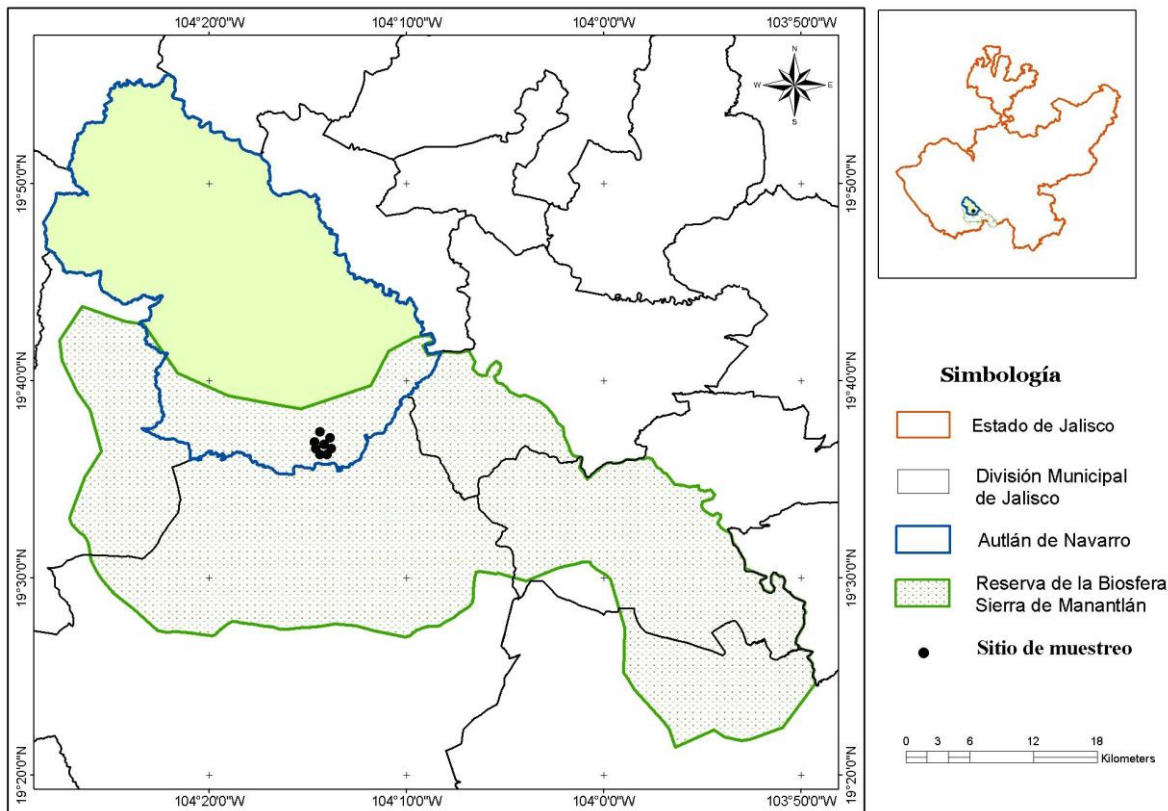 104°20'0"W 104°10'0"W 104°0'0"W 103°50'0"W
N
W E
S
19°50'0"N 19°50'0"N
19°40'0"N 19°40'0"N
19°30'0"N 19°30'0"N
19°20'0"N 19°20'0"N
104°20'0"W 104°10'0"W 104°0'0"W 103°50'0"W
Simbología
Estado de Jalisco
División Municipal
de Jalisco
Autlán de Navarro
Reserva de la Biosfera
Sierra de Manantlán
Sitio de muestreo
0 3 6 12 18
Kilometers